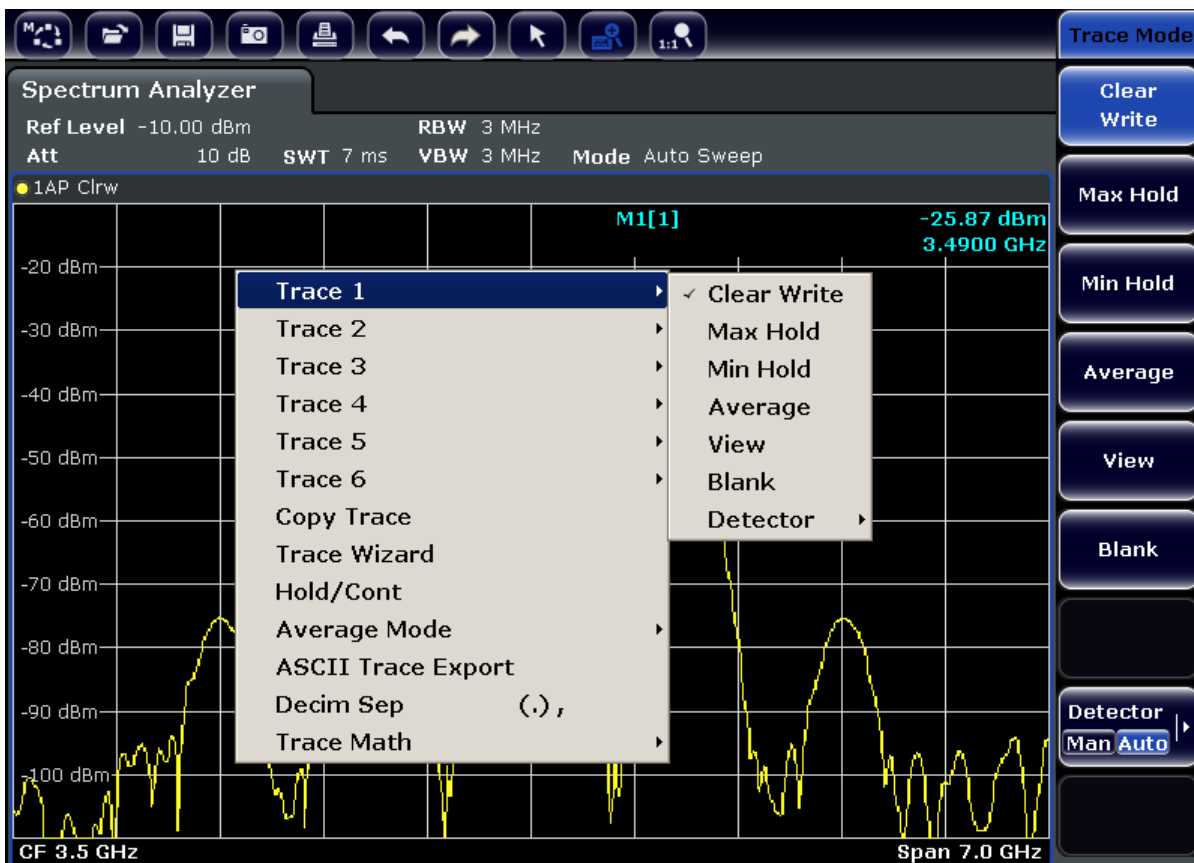 M
1:1
Trace Mode
Spectrum Analyzer
Ref Level -10.00 dBm RBW 3 MHz
Att 10 dB SWT 7 ms VBW 3 MHz Mode Auto Sweep
1AP Clrw
M1[1] -25.87 dBm
3.4900 GHz
-20 dBm
-30 dBm
-40 dBm
-50 dBm
-60 dBm
-70 dBm
-80 dBm
-90 dBm
-100 dBm
Trace 1
Trace 2
Trace 3
Trace 4
Trace 5
Trace 6
Copy Trace
Trace Wizard
Hold/Cont
Average Mode
ASCII Trace Export
Decim Sep (.) ,
Trace Math
Clear Write
Max Hold
Min Hold
Average
View
Blank
Detector
CF 3.5 GHz Span 7.0 GHz
Clear
Write
Max Hold
Min Hold
Average
View
Blank
Detector
Man Auto